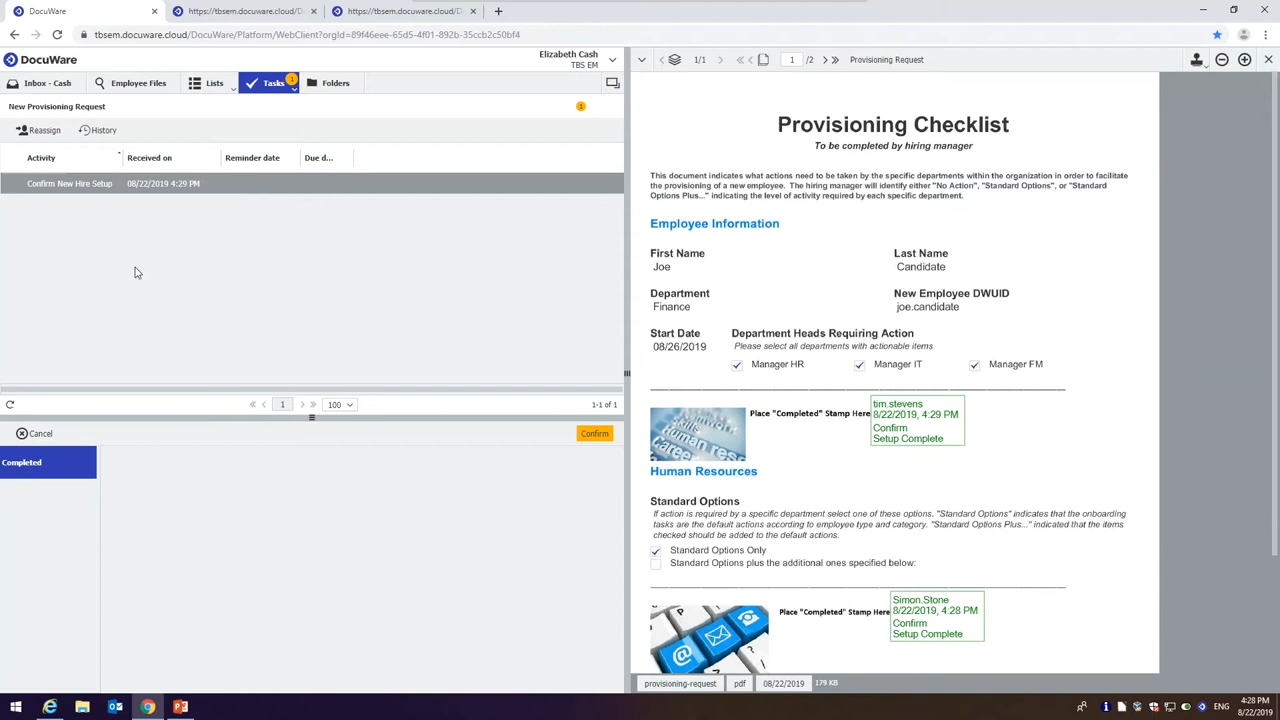 DocuWare
https://tbsem.docuware.cloud/D
DocuWare
tbsem.docuware.cloud/DocuWare/Platform/WebClient?orgId=89f46eee-65d5-4f01-892b-35ccbc250bf4
DocuWare
Elizabeth Cash
TBS EM
Inbox - Cash
Employee Files
Lists
Tasks
1
Folders
New Provisioning Request
1
Reassign
History
Activity
Received on
Reminder date
Due d...
Confirm New Hire Setup
08/22/2019 4:29 PM
1
100
1-1 of 1
Cancel
Confirm
Completed
1/1
1
/2
Provisioning Request
Provisioning Checklist
To be completed by hiring manager
This document indicates what actions need to be taken by the specific departments within the organization in order to facilitate
the provisioning of a new employee. The hiring manager will identify either "No Action", "Standard Options", or "Standard
Options Plus..." indicating the level of activity required by each specific department.
Employee Information
First Name
Joe
Last Name
Candidate
Department
Finance
New Employee DWUID
joe.candidate
Start Date
08/26/2019
Department Heads Requiring Action
Please select all departments with actionable items
Manager HR
Manager IT
Manager FM
Place "Completed" Stamp Here
tim.stevens
8/22/2019, 4:29 PM
Confirm
Setup Complete
Human Resources
Standard Options
If action is required by a specific department select one of these options. "Standard Options" indicates that the onboarding
tasks are the default actions according to employee type and category. "Standard Options Plus..." indicated that the items
checked should be added to the default actions.
Standard Options Only
Standard Options plus the additional ones specified below:
Place "Completed" Stamp Here
Simon.Stone
8/22/2019, 4:28 PM
Confirm
Setup Complete
provisioning-request
pdf
08/22/2019
179 KB
4:28 PM
8/22/2019